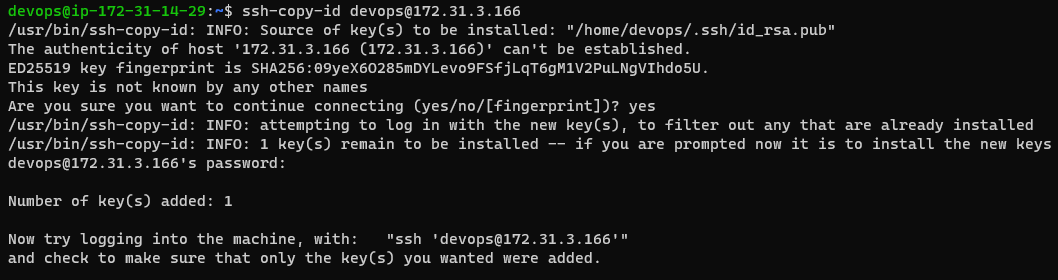 devops@ip-172-31-14-29:~$ ssh-copy-id devops@172.31.3.166
/usr/bin/ssh-copy-id: INFO: Source of key(s) to be installed: "/home/devops/.ssh/id_rsa.pub"
The authenticity of host '172.31.3.166 (172.31.3.166)' can't be established.
ED25519 key fingerprint is SHA256:09yeX6O285mDYLevo9FSfjLqT6gM1V2PuLNgVIhdo5U.
This key is not known by any other names
Are you sure you want to continue connecting (yes/no/[fingerprint])? yes
/usr/bin/ssh-copy-id: INFO: attempting to log in with the new key(s), to filter out any that are already installed
/usr/bin/ssh-copy-id: INFO: 1 key(s) remain to be installed -- if you are prompted now it is to install the new keys
devops@172.31.3.166's password:
Number of key(s) added: 1
Now try logging into the machine, with:   "ssh 'devops@172.31.3.166'"
and check to make sure that only the key(s) you wanted were added.